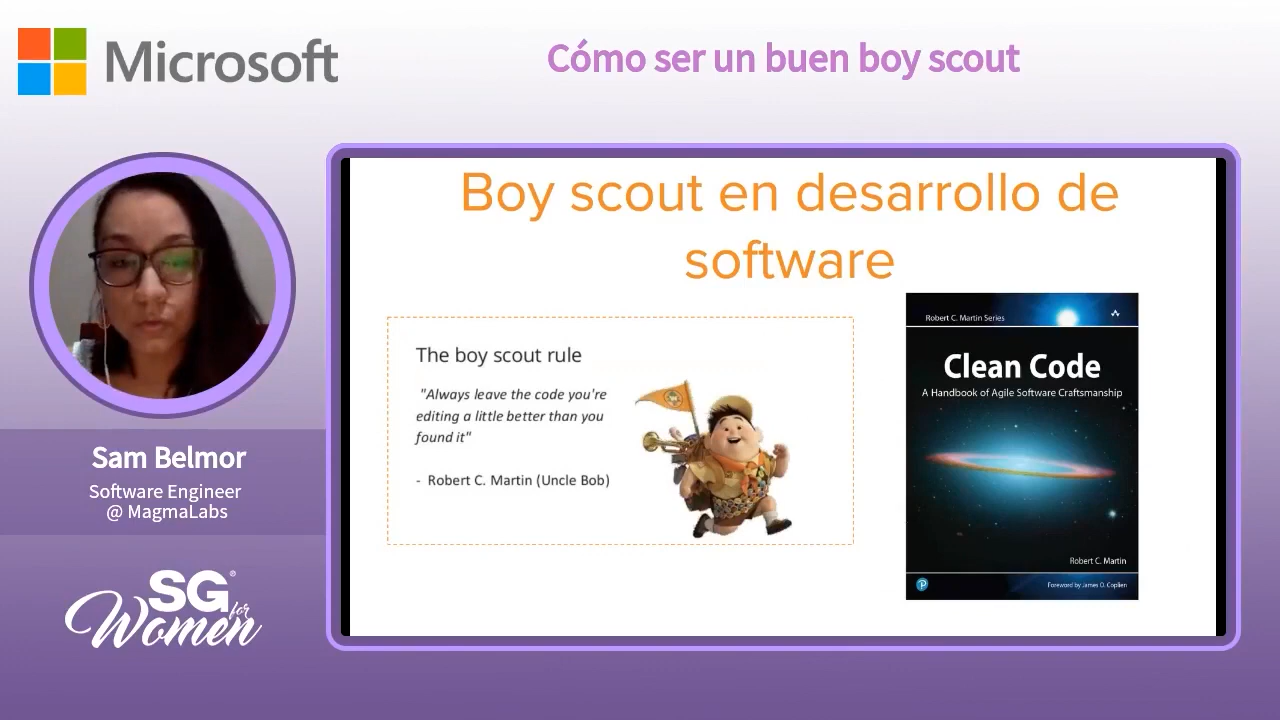 Microsoft
Cómo ser un buen boy scout
Boy scout en desarrollo de
software
The boy scout rule
"Always leave the code you're
editing a little better than you
found it"
- Robert C. Martin (Uncle Bob)
Robert C. Martin Series
Clean Code
A Handbook of Agile Software Craftsmanship
Robert C. Martin
Foreword by James O. Coplien
Sam Belmor
Software Engineer
@ MagmaLabs
SG®
for
Women